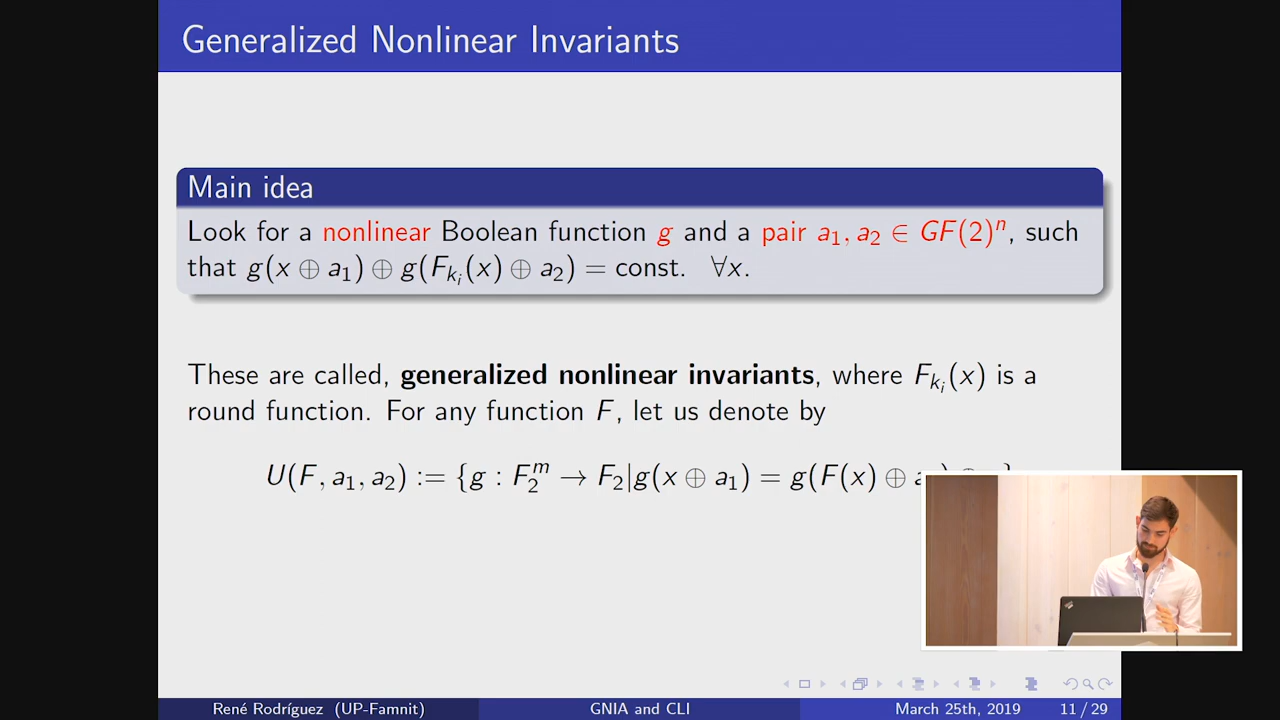 Generalized Nonlinear Invariants
Main idea
Look for a nonlinear Boolean function g and a pair a₁, a₂ ∈ GF(2)ⁿ, such
that g(x ⊕ a₁) ⊕ g(F_{k_i}(x) ⊕ a₂) = const. ∀x.
These are called, generalized nonlinear invariants, where F_{k_i}(x) is a
round function. For any function F, let us denote by
U(F, a₁, a₂) := {g : F₂ᵐ → F₂|g(x ⊕ a₁) = g(F(x) ⊕
René Rodríguez (UP-Famnit) GNIA and CLI March 25th, 2019 11 / 29